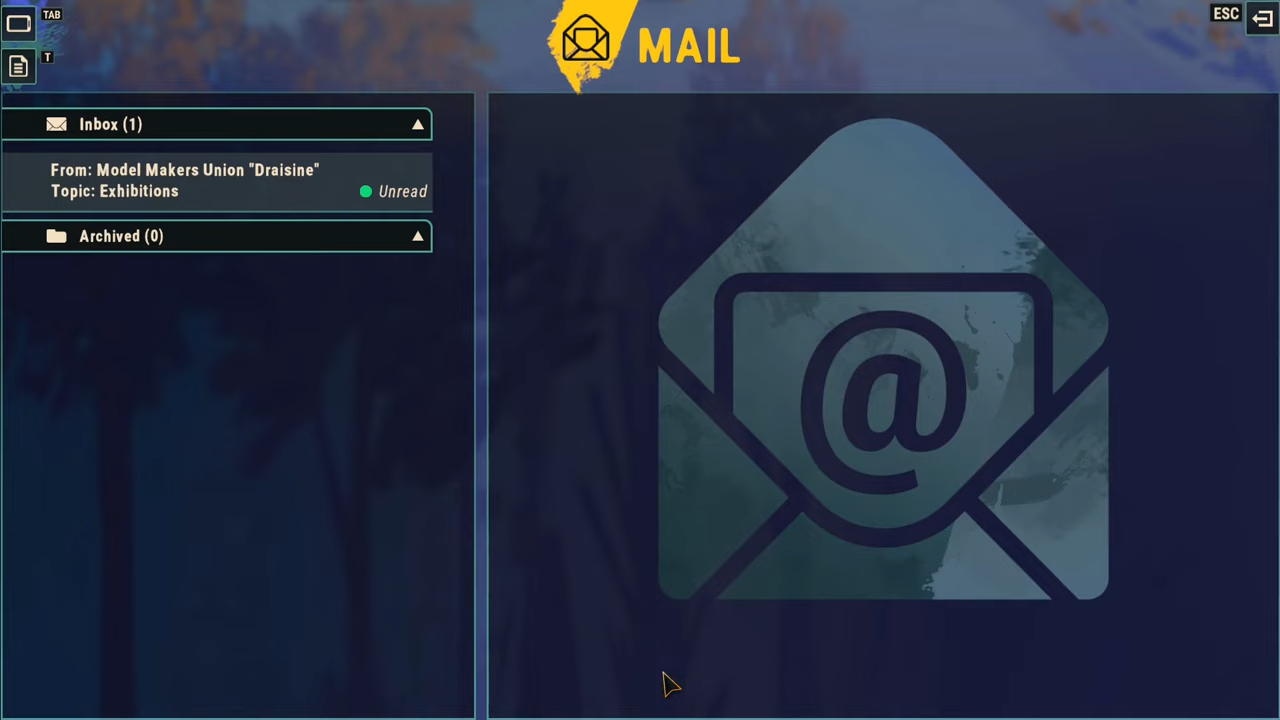 TAB
T
MAIL
ESC
Inbox (1)
From: Model Makers Union "Draisine"
Topic: Exhibitions
Unread
Archived (0)
@